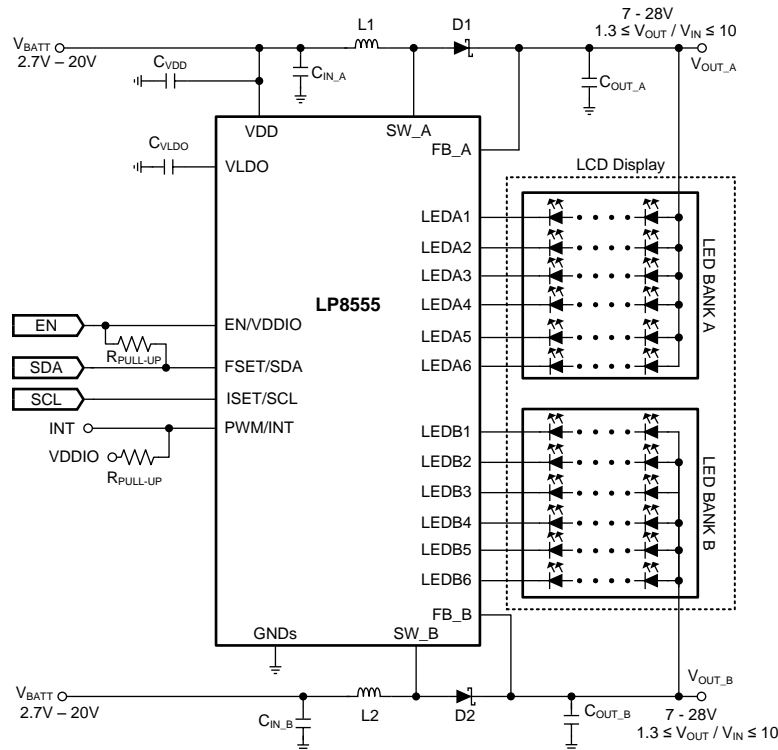 L1
D1
7 - 28V
1.3 ≤ VOUT / VIN ≤ 10
VBATT
2.7V – 20V
CVDD
CIN_A
COUT_A
VOUT_A
VDD
SW_A
FB_A
CVLDO
VLDO
LCD Display
LEDA1
LEDA2
LEDA3
LEDA4
LEDA5
LEDA6
LED BANK A
LP8555
EN
EN/VDDIO
RPULL-UP
SDA
FSET/SDA
SCL
ISET/SCL
INT
PWM/INT
VDDIO
RPULL-UP
LEDB1
LEDB2
LEDB3
LEDB4
LEDB5
LEDB6
LED BANK B
FB_B
GNDs
SW_B
VBATT
2.7V – 20V
CIN_B
L2
D2
COUT_B
VOUT_B
7 - 28V
1.3 ≤ VOUT / VIN ≤ 10